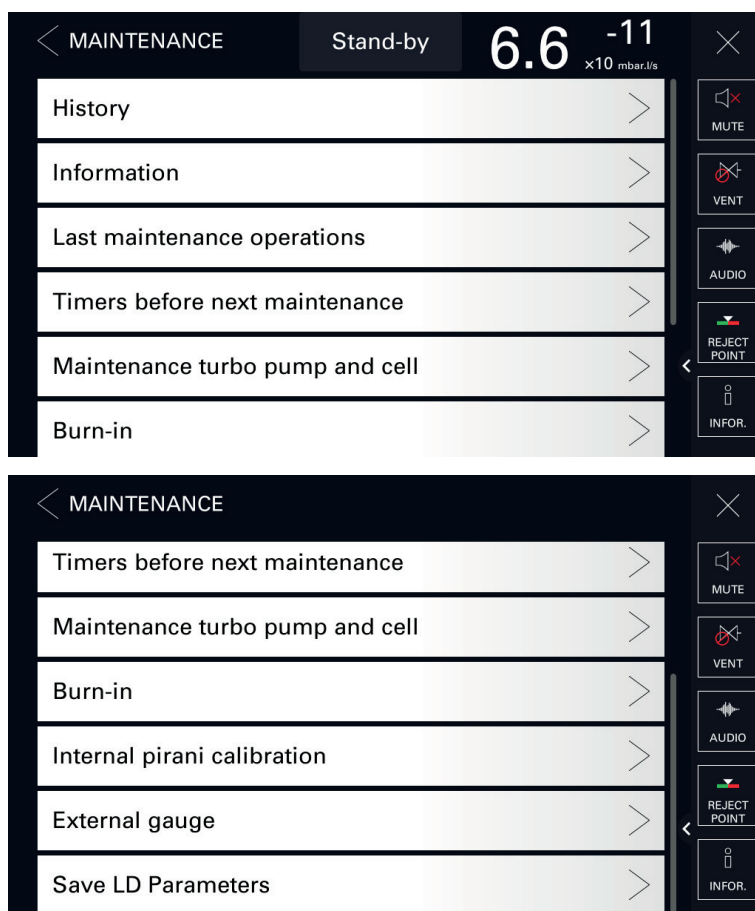 MAINTENANCE
Stand-by
6.6 ×10 -11 mbar.l/s
History
Information
Last maintenance operations
Timers before next maintenance
Maintenance turbo pump and cell
Burn-in
MUTE
VENT
AUDIO
REJECT
POINT
INFOR.
MAINTENANCE
Timers before next maintenance
Maintenance turbo pump and cell
Burn-in
Internal pirani calibration
External gauge
Save LD Parameters
MUTE
VENT
AUDIO
REJECT
POINT
INFOR.